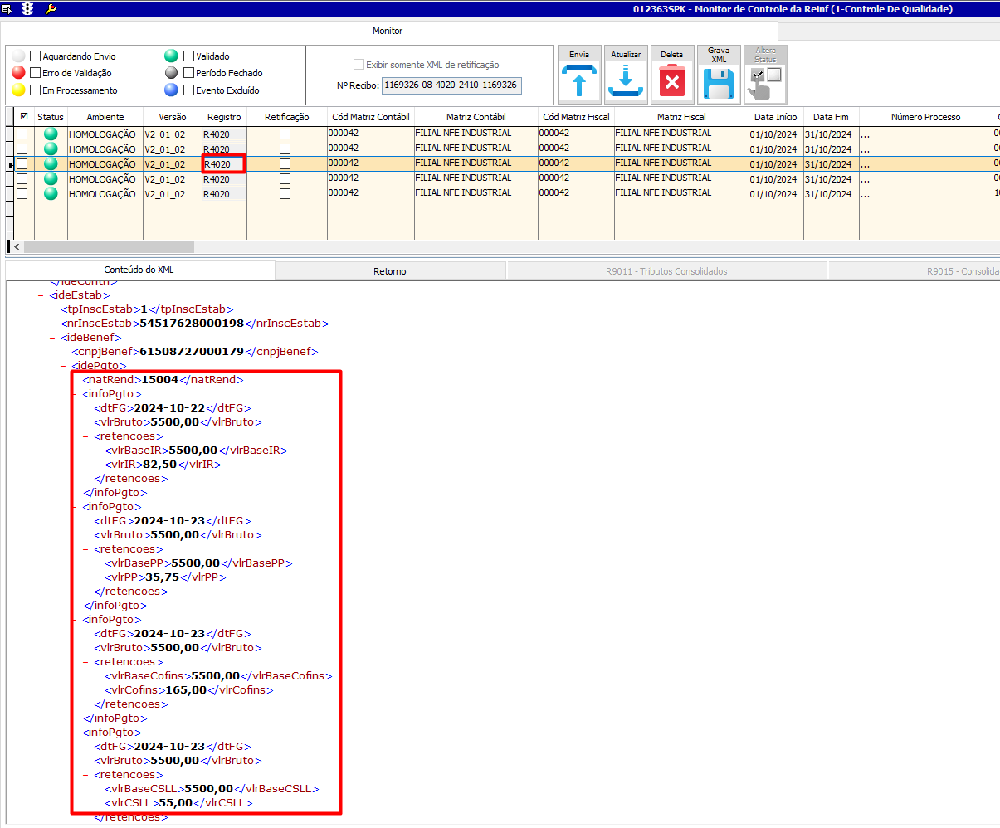 012363SPK - Monitor de Controle da Reinf (1-Controle De Qualidade)
Monitor
Aguardando Envio
Validado
Erro de Validação
Período Fechado
Em Processamento
Evento Excluído
Exibir somente XML de retificação
Nº Recibo: 1169326-08-4020-2410-1169326
Envia
Atualizar
Deleta
Grava XML
Altera Status
Status Ambiente Versão Registro Retificação Cód Matriz Contábil Matriz Contábil Cód Matriz Fiscal Matriz Fiscal Data Início Data Fim Número Processo
HOMOLOGAÇÃO V2_01_02 R4020 000042 FILIAL NFE INDUSTRIAL 000042 FILIAL NFE INDUSTRIAL 01/10/2024 31/10/2024 ...
HOMOLOGAÇÃO V2_01_02 R4020 000042 FILIAL NFE INDUSTRIAL 000042 FILIAL NFE INDUSTRIAL 01/10/2024 31/10/2024 ...
HOMOLOGAÇÃO V2_01_02 R4020 000042 FILIAL NFE INDUSTRIAL 000042 FILIAL NFE INDUSTRIAL 01/10/2024 31/10/2024 ...
HOMOLOGAÇÃO V2_01_02 R4020 000042 FILIAL NFE INDUSTRIAL 000042 FILIAL NFE INDUSTRIAL 01/10/2024 31/10/2024 ...
HOMOLOGAÇÃO V2_01_02 R4020 000042 FILIAL NFE INDUSTRIAL 000042 FILIAL NFE INDUSTRIAL 01/10/2024 31/10/2024 ...
Conteúdo do XML
Retorno
R9011 - Tributos Consolidados
R9015 - Consolida
</ideContri>
- <ideEstab>
<tpInscEstab>1</tpInscEstab>
<nrInscEstab>54517628000198</nrInscEstab>
- <ideBenef>
<cnpjBenef>61508727000179</cnpjBenef>
- <idePgto>
<natRend>15004</natRend>
- <infoPgto>
<dtFG>2024-10-22</dtFG>
<vlrBruto>5500,00</vlrBruto>
- <retencoes>
<vlrBaseIR>5500,00</vlrBaseIR>
<vlrIR>82,50</vlrIR>
</retencoes>
</infoPgto>
- <infoPgto>
<dtFG>2024-10-23</dtFG>
<vlrBruto>5500,00</vlrBruto>
- <retencoes>
<vlrBasePP>5500,00</vlrBasePP>
<vlrPP>35,75</vlrPP>
</retencoes>
</infoPgto>
- <infoPgto>
<dtFG>2024-10-23</dtFG>
<vlrBruto>5500,00</vlrBruto>
- <retencoes>
<vlrBaseCofins>5500,00</vlrBaseCofins>
<vlrCofins>165,00</vlrCofins>
</retencoes>
</infoPgto>
- <infoPgto>
<dtFG>2024-10-23</dtFG>
<vlrBruto>5500,00</vlrBruto>
- <retencoes>
<vlrBaseCSLL>5500,00</vlrBaseCSLL>
<vlrCSLL>55,00</vlrCSLL>
</retencoes>